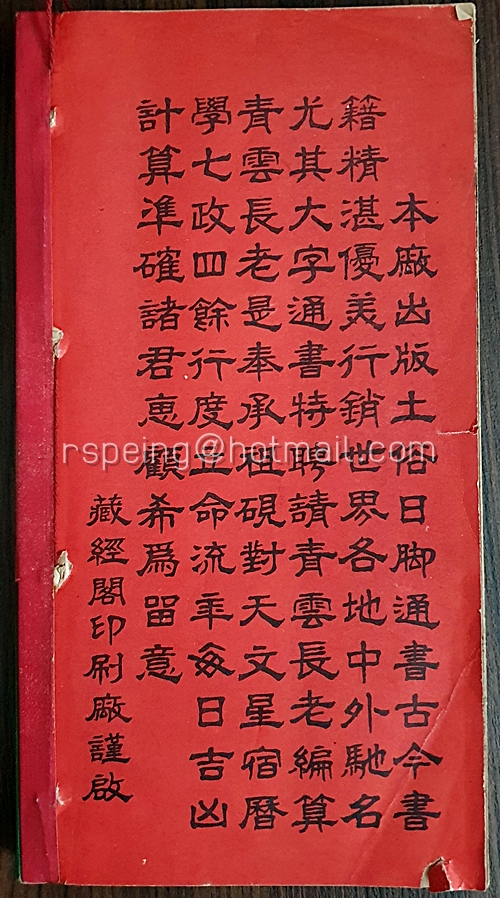 本廠出版土俗日脚通書古今書
籍精湛優美行銷世界各地中外馳名
尤其大字通書特聘請青雲長老編算
青雲長老是奉承祖硯對天文星宿曆
學七政四餘行度立命流年每日吉凶
計算準確諸君惠顧希為留意
藏經閣印刷廠謹啟
rspeing@hotmail.com